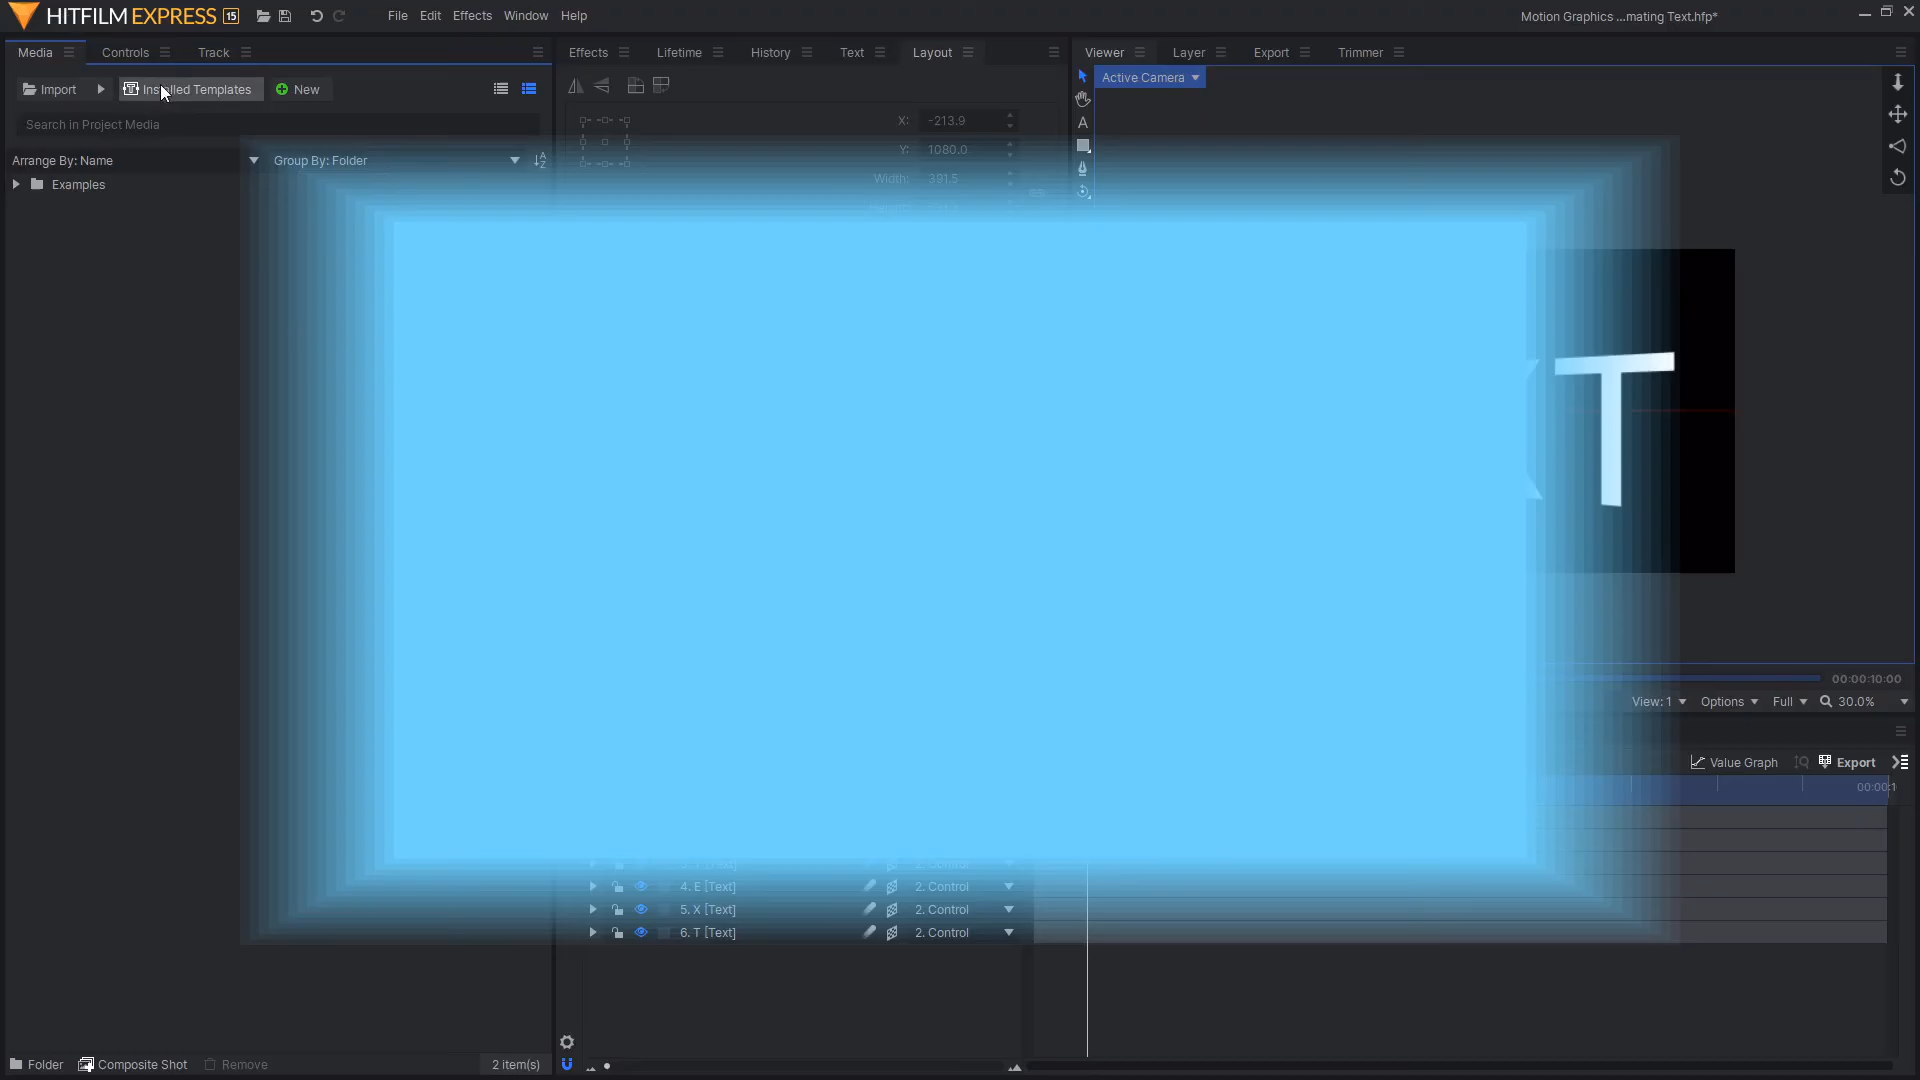 HITFILM EXPRESS 15
File Edit Effects Window Help
Motion Graphics ...mating Text.hfp*
Media Controls Track
Effects Lifetime History Text Layout
Viewer Layer Export Trimmer
Import Installed Templates New
Active Camera
Search in Project Media
X: -213.9
Y: 1080.0
Width: 391.5
Arrange By: Name Group By: Folder
Examples
T
00:00:10:00
View: 1 Options Full 30.0%
Value Graph Export
4. E [Text] 2. Control
5. X [Text] 2. Control
6. T [Text] 2. Control
Folder Composite Shot Remove 2 item(s)